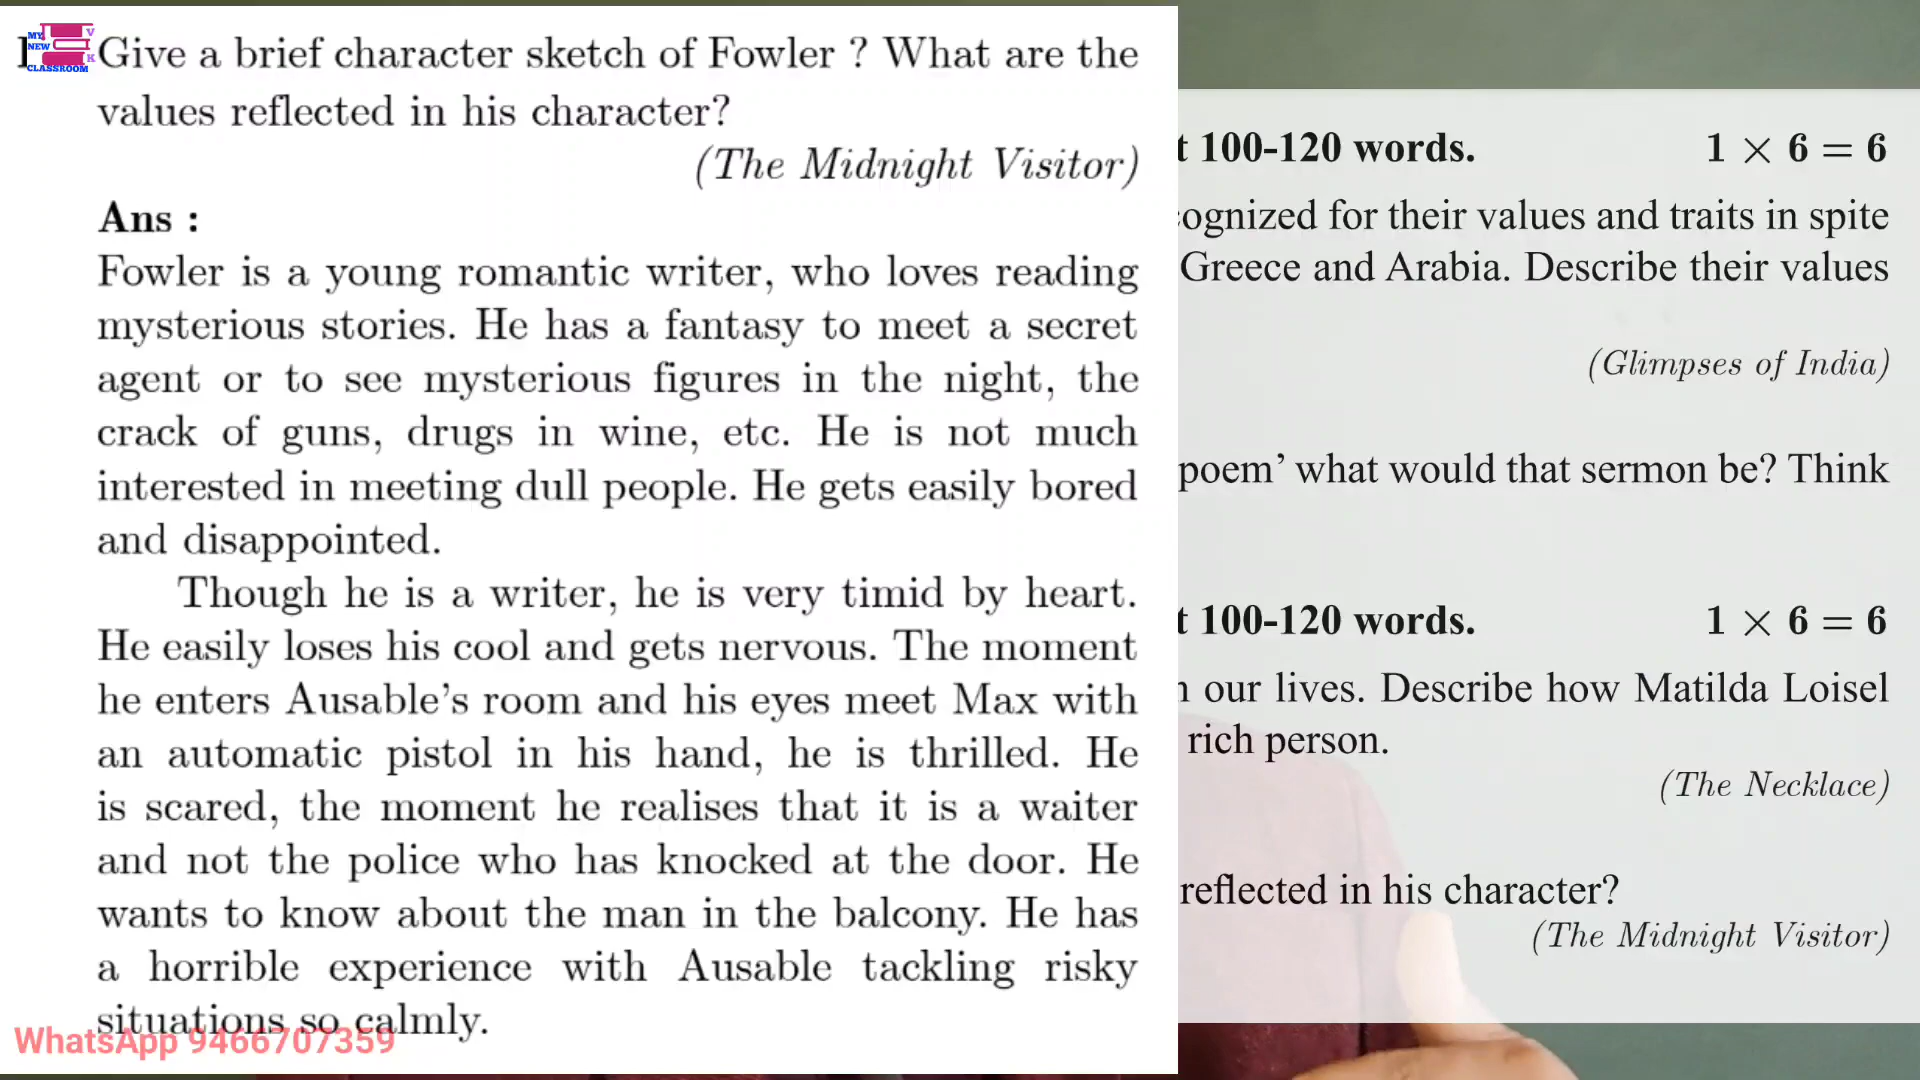 MY NEW CLASSROOM
V K
Give a brief character sketch of Fowler ? What are the
values reflected in his character?
(The Midnight Visitor)
Ans :
Fowler is a young romantic writer, who loves reading
mysterious stories. He has a fantasy to meet a secret
agent or to see mysterious figures in the night, the
crack of guns, drugs in wine, etc. He is not much
interested in meeting dull people. He gets easily bored
and disappointed.
Though he is a writer, he is very timid by heart.
He easily loses his cool and gets nervous. The moment
he enters Ausable's room and his eyes meet Max with
an automatic pistol in his hand, he is thrilled. He
is scared, the moment he realises that it is a waiter
and not the police who has knocked at the door. He
wants to know about the man in the balcony. He has
a horrible experience with Ausable tackling risky
situations so calmly.
WhatsApp 9466707359
100-120 words. 1 × 6 = 6
ognized for their values and traits in spite
Greece and Arabia. Describe their values
(Glimpses of India)
poem' what would that sermon be? Think
100-120 words. 1 × 6 = 6
our lives. Describe how Matilda Loisel
rich person.
(The Necklace)
reflected in his character?
(The Midnight Visitor)